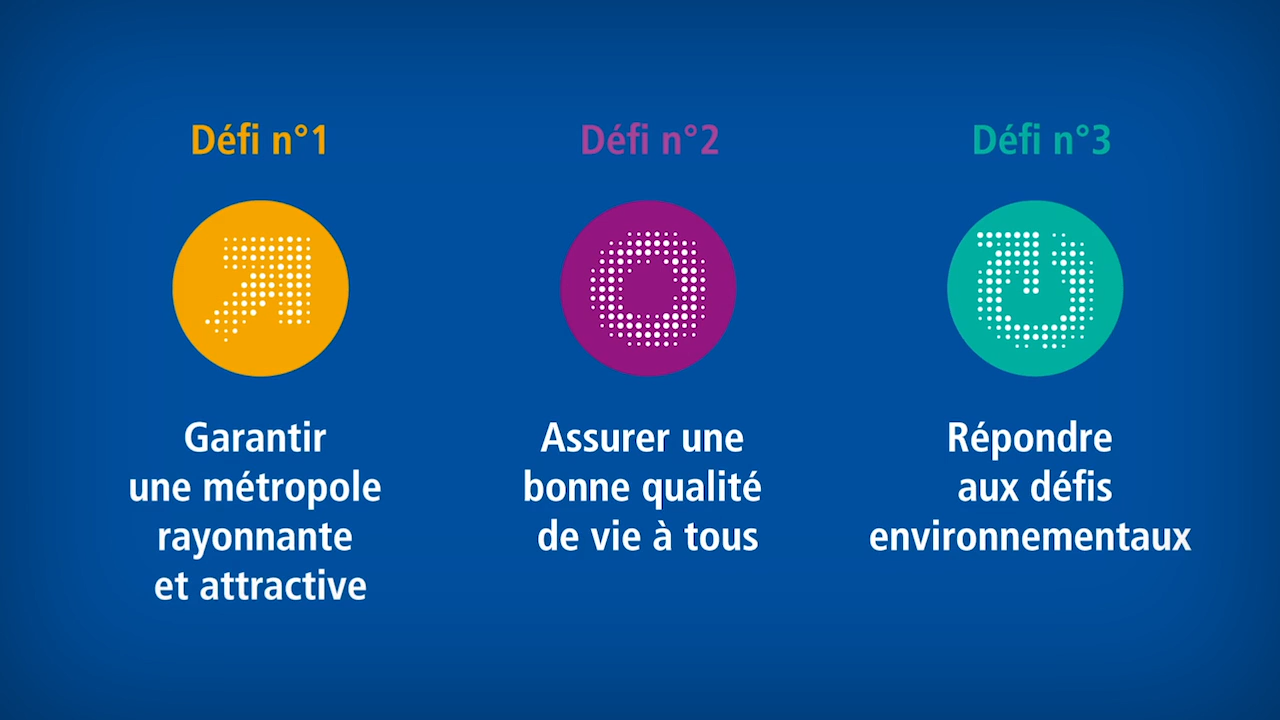 Défi n°1
Garantir
une métropole
rayonnante
et attractive
Défi n°2
Assurer une
bonne qualité
de vie à tous
Défi n°3
Répondre
aux défis
environnementaux